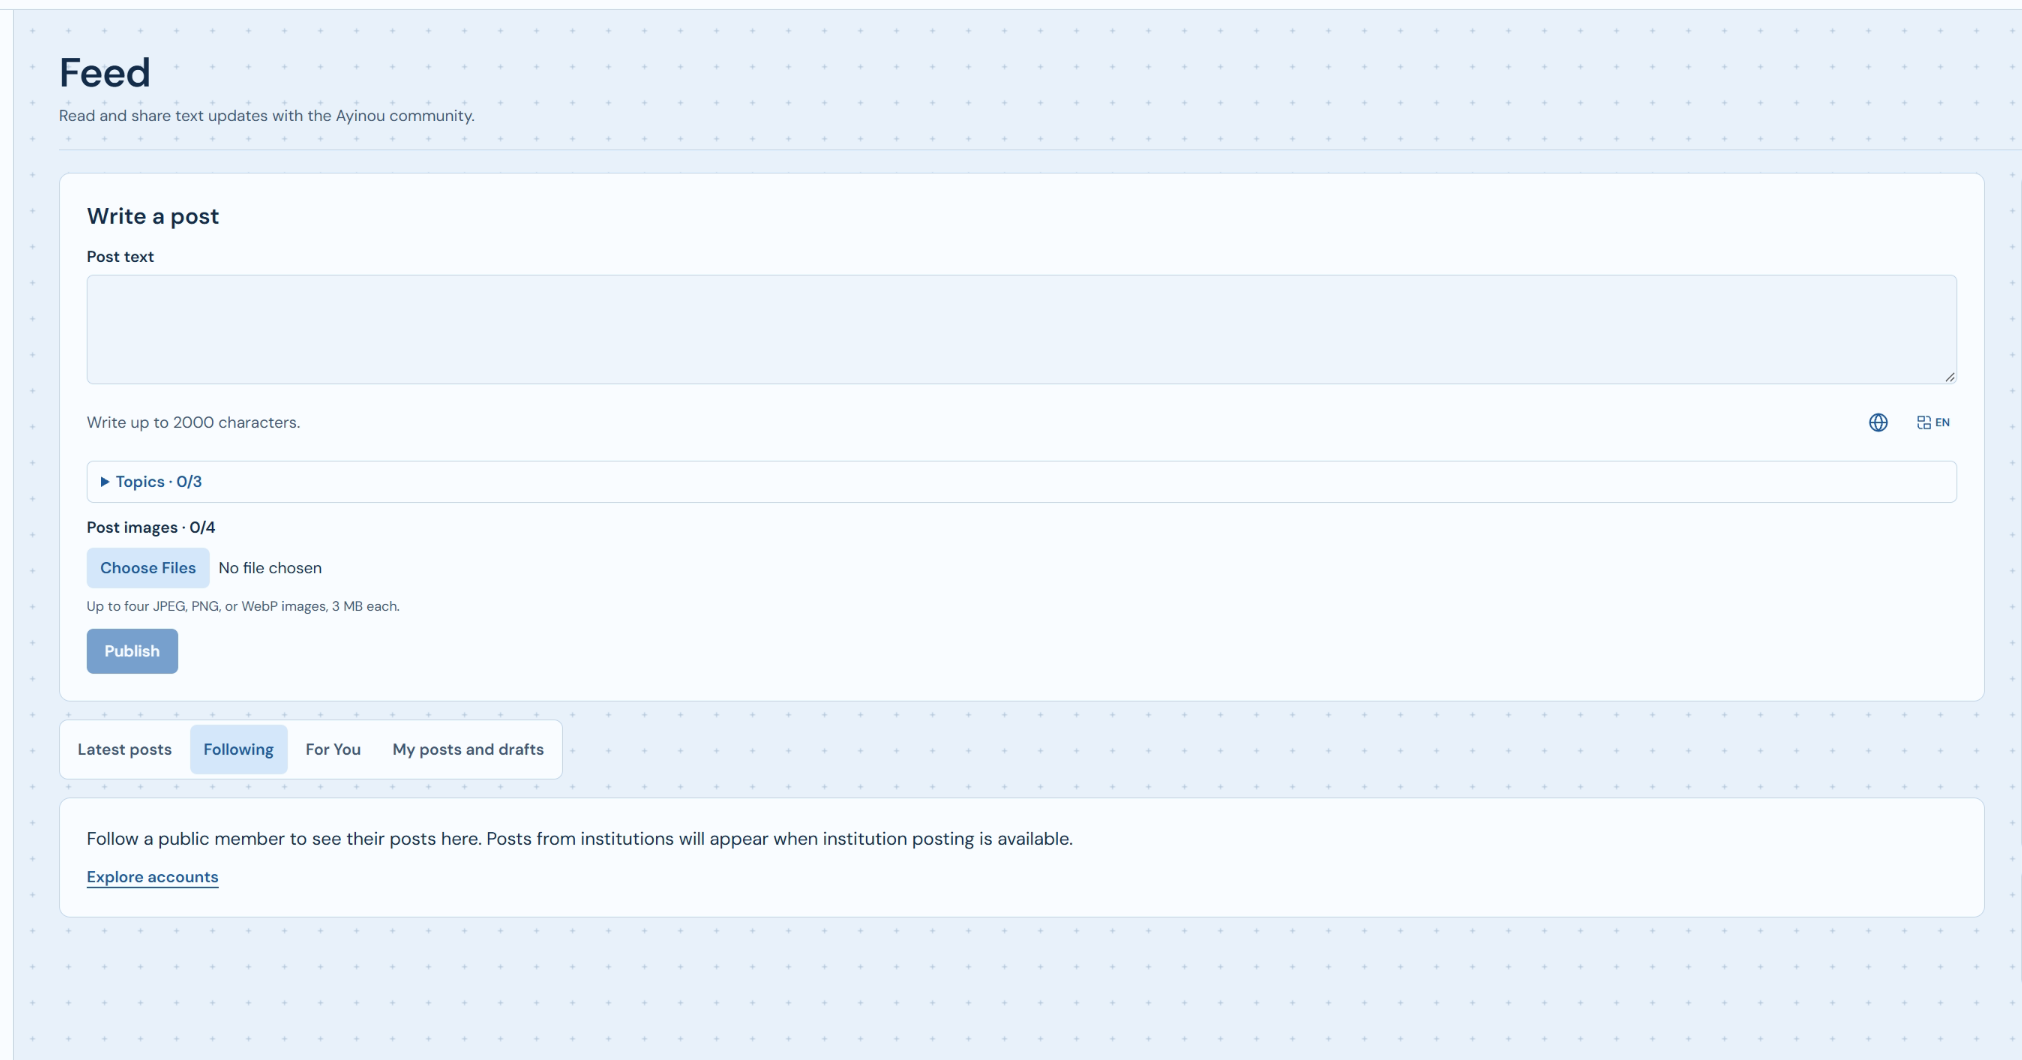 Feed
Read and share text updates with the Ayinou community.
Write a post
Post text
Write up to 2000 characters.
EN
Topics · 0/3
Post images · 0/4
Choose Files No file chosen
Up to four JPEG, PNG, or WebP images, 3 MB each.
Publish
Latest posts Following For You My posts and drafts
Follow a public member to see their posts here. Posts from institutions will appear when institution posting is available.
Explore accounts